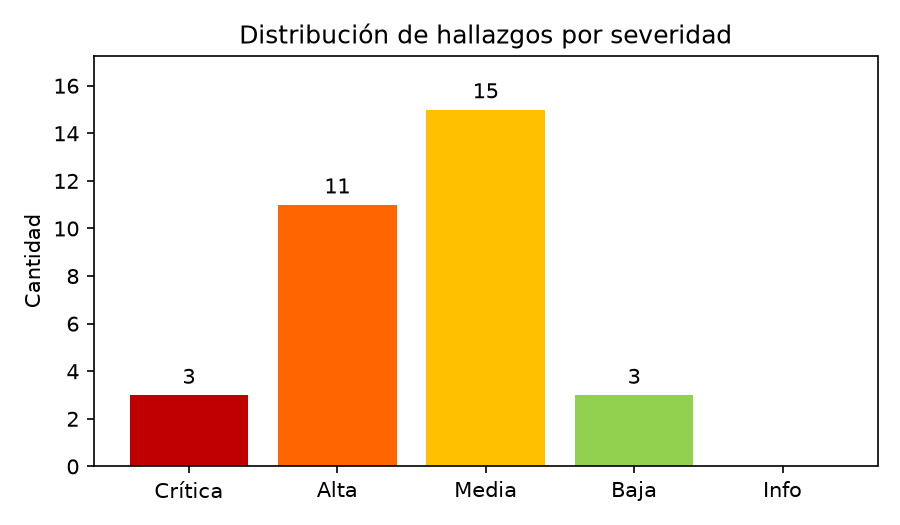 Distribución de hallazgos por severidad
Cantidad
16
14
12
10
8
6
4
2
0
3
11
15
3
Crítica
Alta
Media
Baja
Info